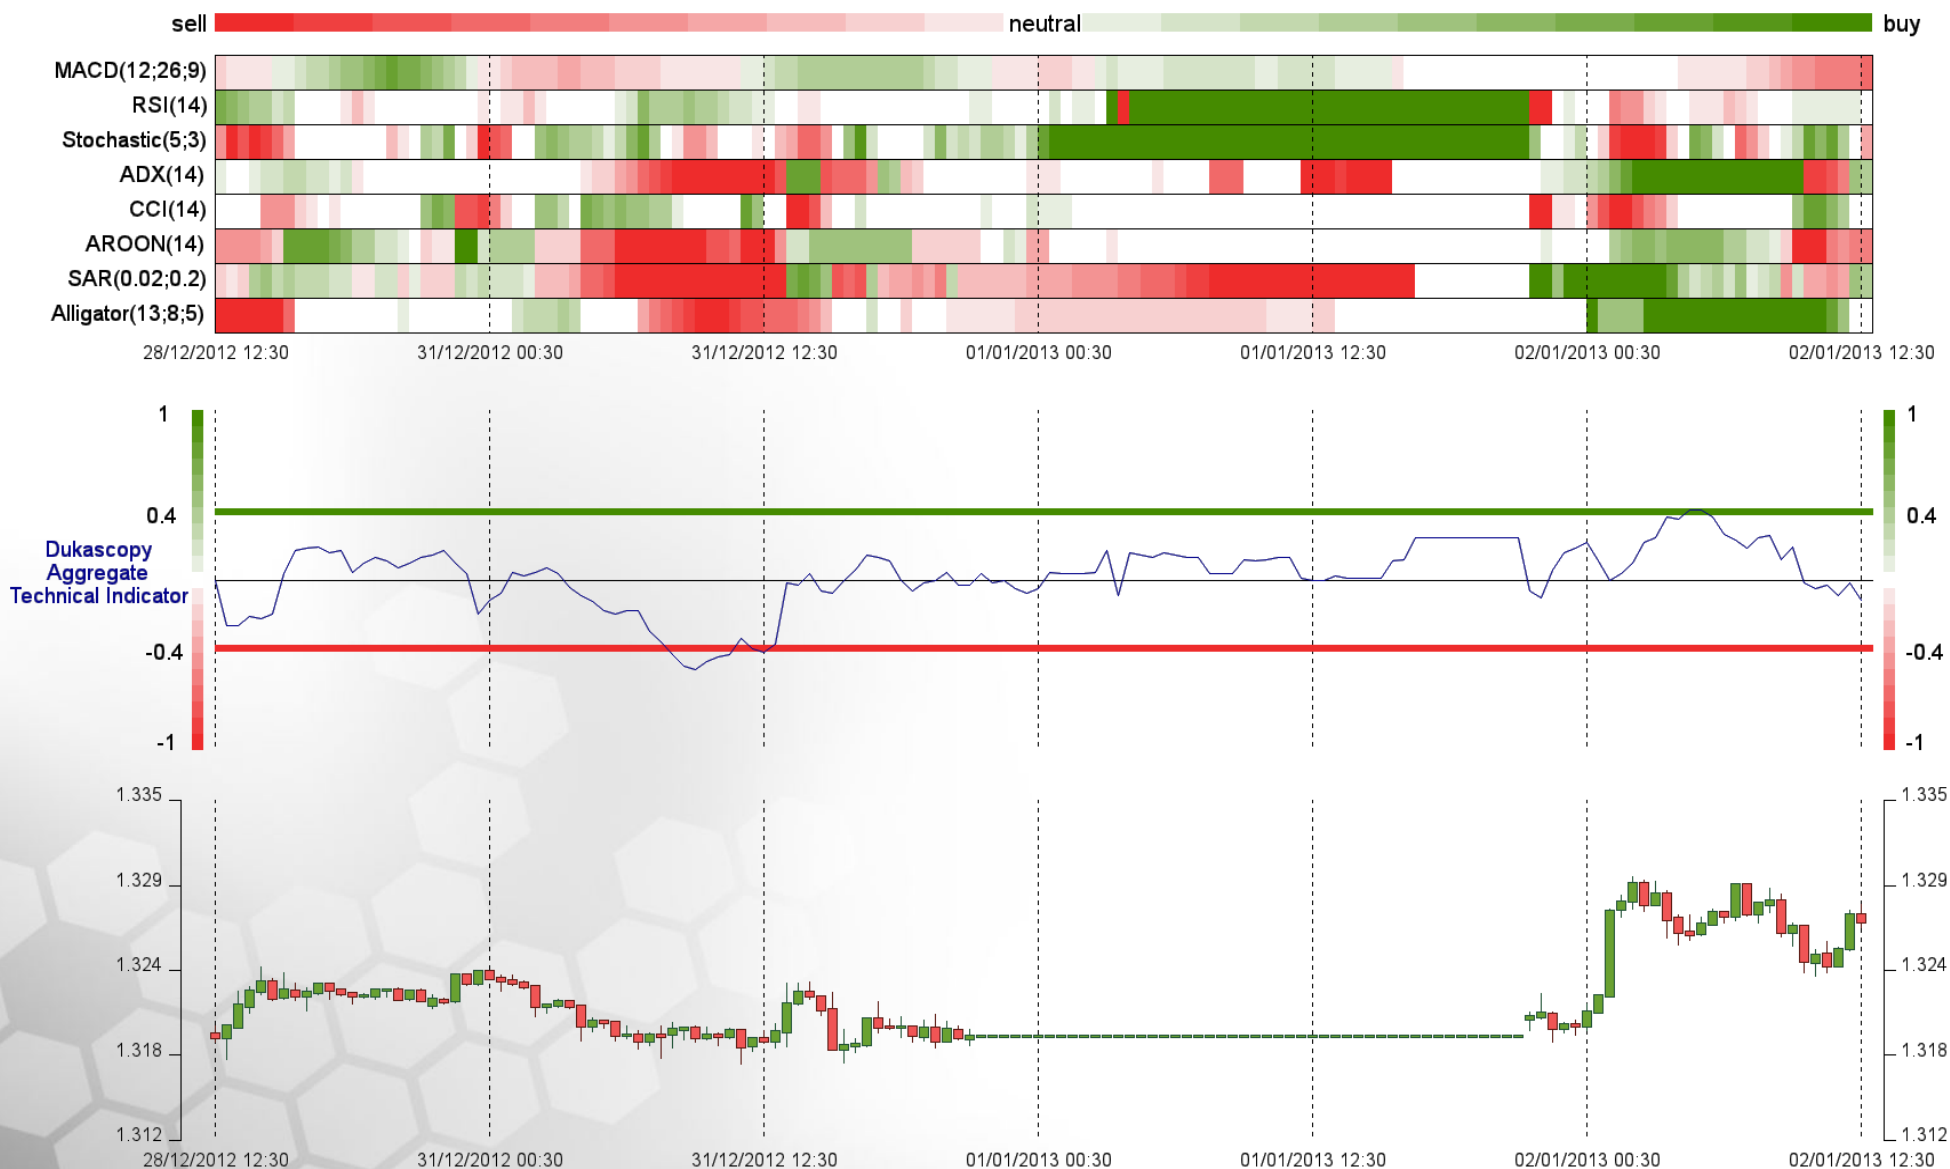 sell neutral buy
MACD(12;26;9)
RSI(14)
Stochastic(5;3)
ADX(14)
CCI(14)
AROON(14)
SAR(0.02;0.2)
Alligator(13;8;5)
28/12/2012 12:30 31/12/2012 00:30 31/12/2012 12:30 01/01/2013 00:30 01/01/2013 12:30 02/01/2013 00:30 02/01/2013 12:30
1 1
0.4 0.4
Dukascopy
Aggregate
Technical Indicator
-0.4 -0.4
-1 -1
1.335 1.335
1.329 1.329
1.324 1.324
1.318 1.318
1.312 1.312
28/12/2012 12:30 31/12/2012 00:30 31/12/2012 12:30 01/01/2013 00:30 01/01/2013 12:30 02/01/2013 00:30 02/01/2013 12:30